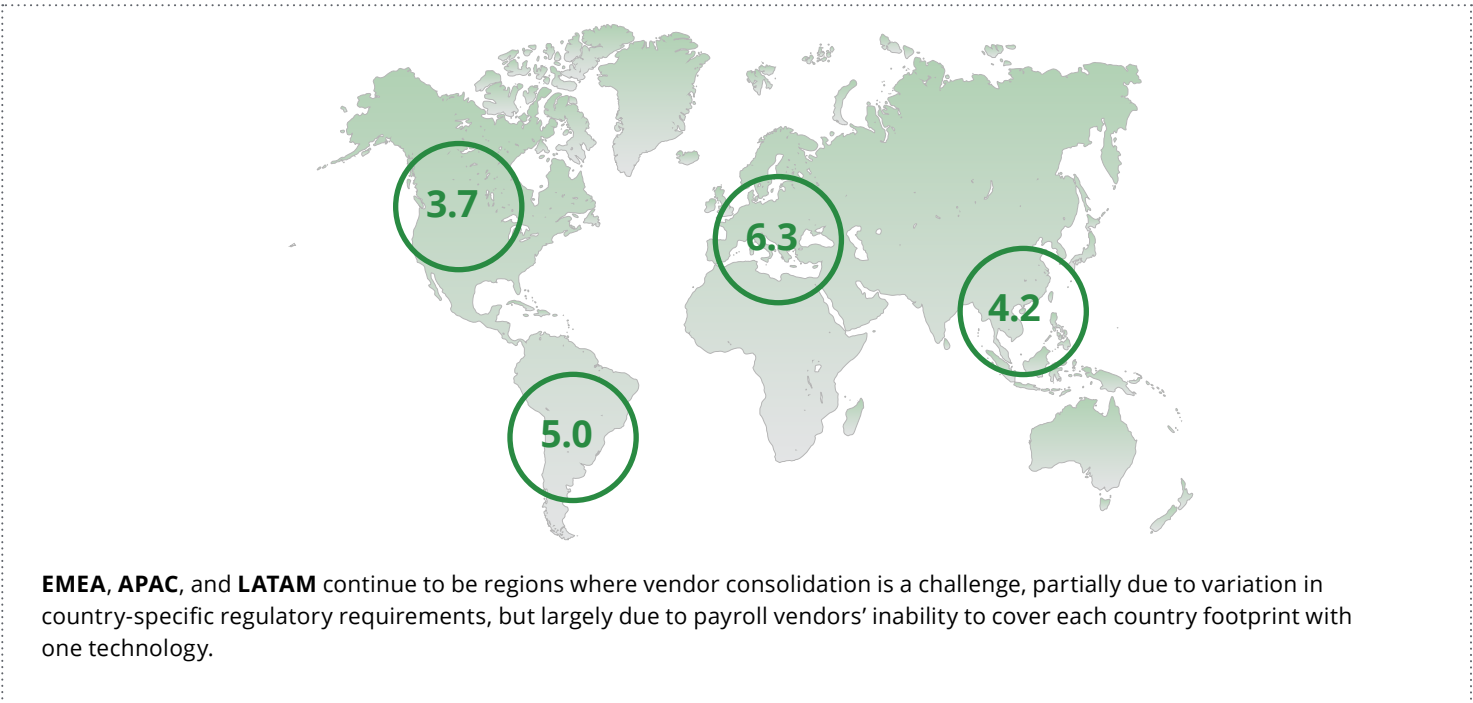 3.7
6.3
4.2
5.0
EMEA, APAC, and LATAM continue to be regions where vendor consolidation is a challenge, partially due to variation in
country-specific regulatory requirements, but largely due to payroll vendors’ inability to cover each country footprint with
one technology.